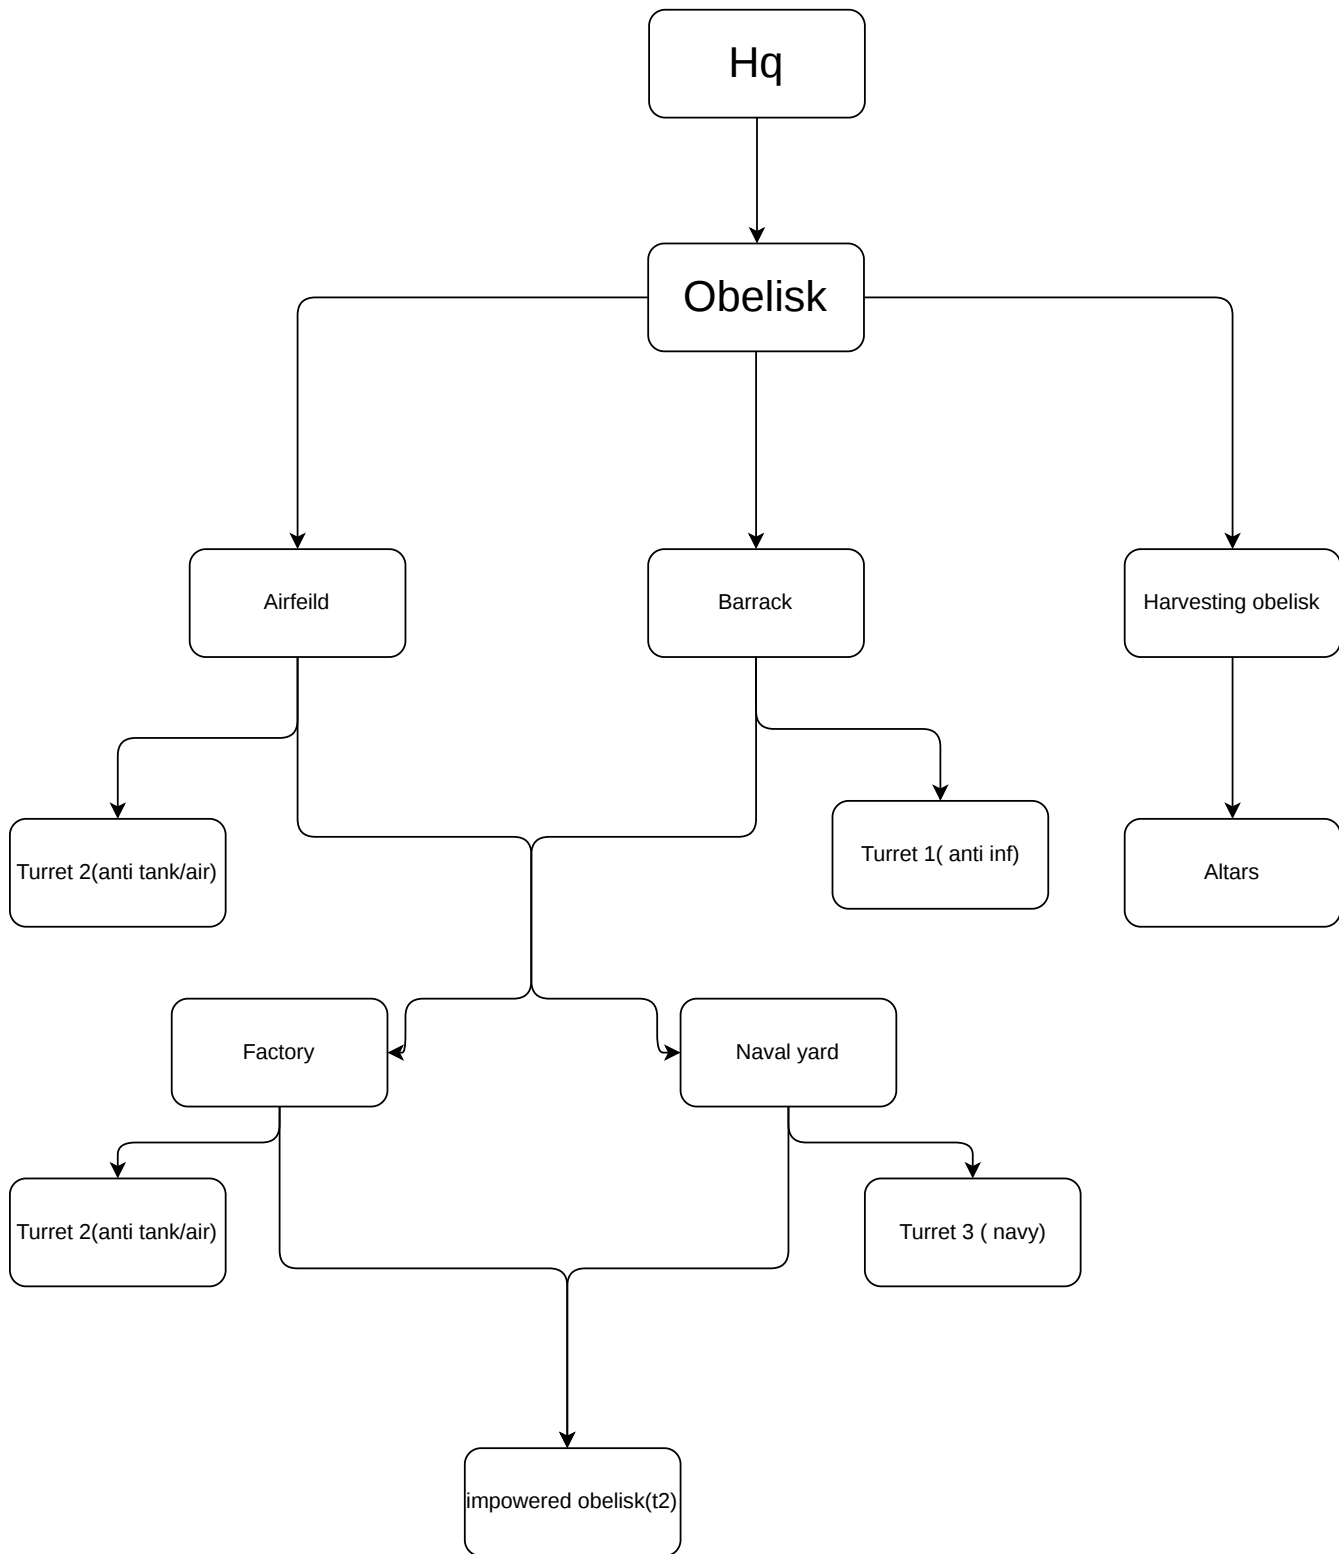 Hq
Obelisk
Airfeild
Barrack
Harvesting obelisk
Turret 2(anti tank/air)
Turret 1( anti inf)
Altars
Factory
Naval yard
Turret 2(anti tank/air)
Turret 3 ( navy)
impowered obelisk(t2)